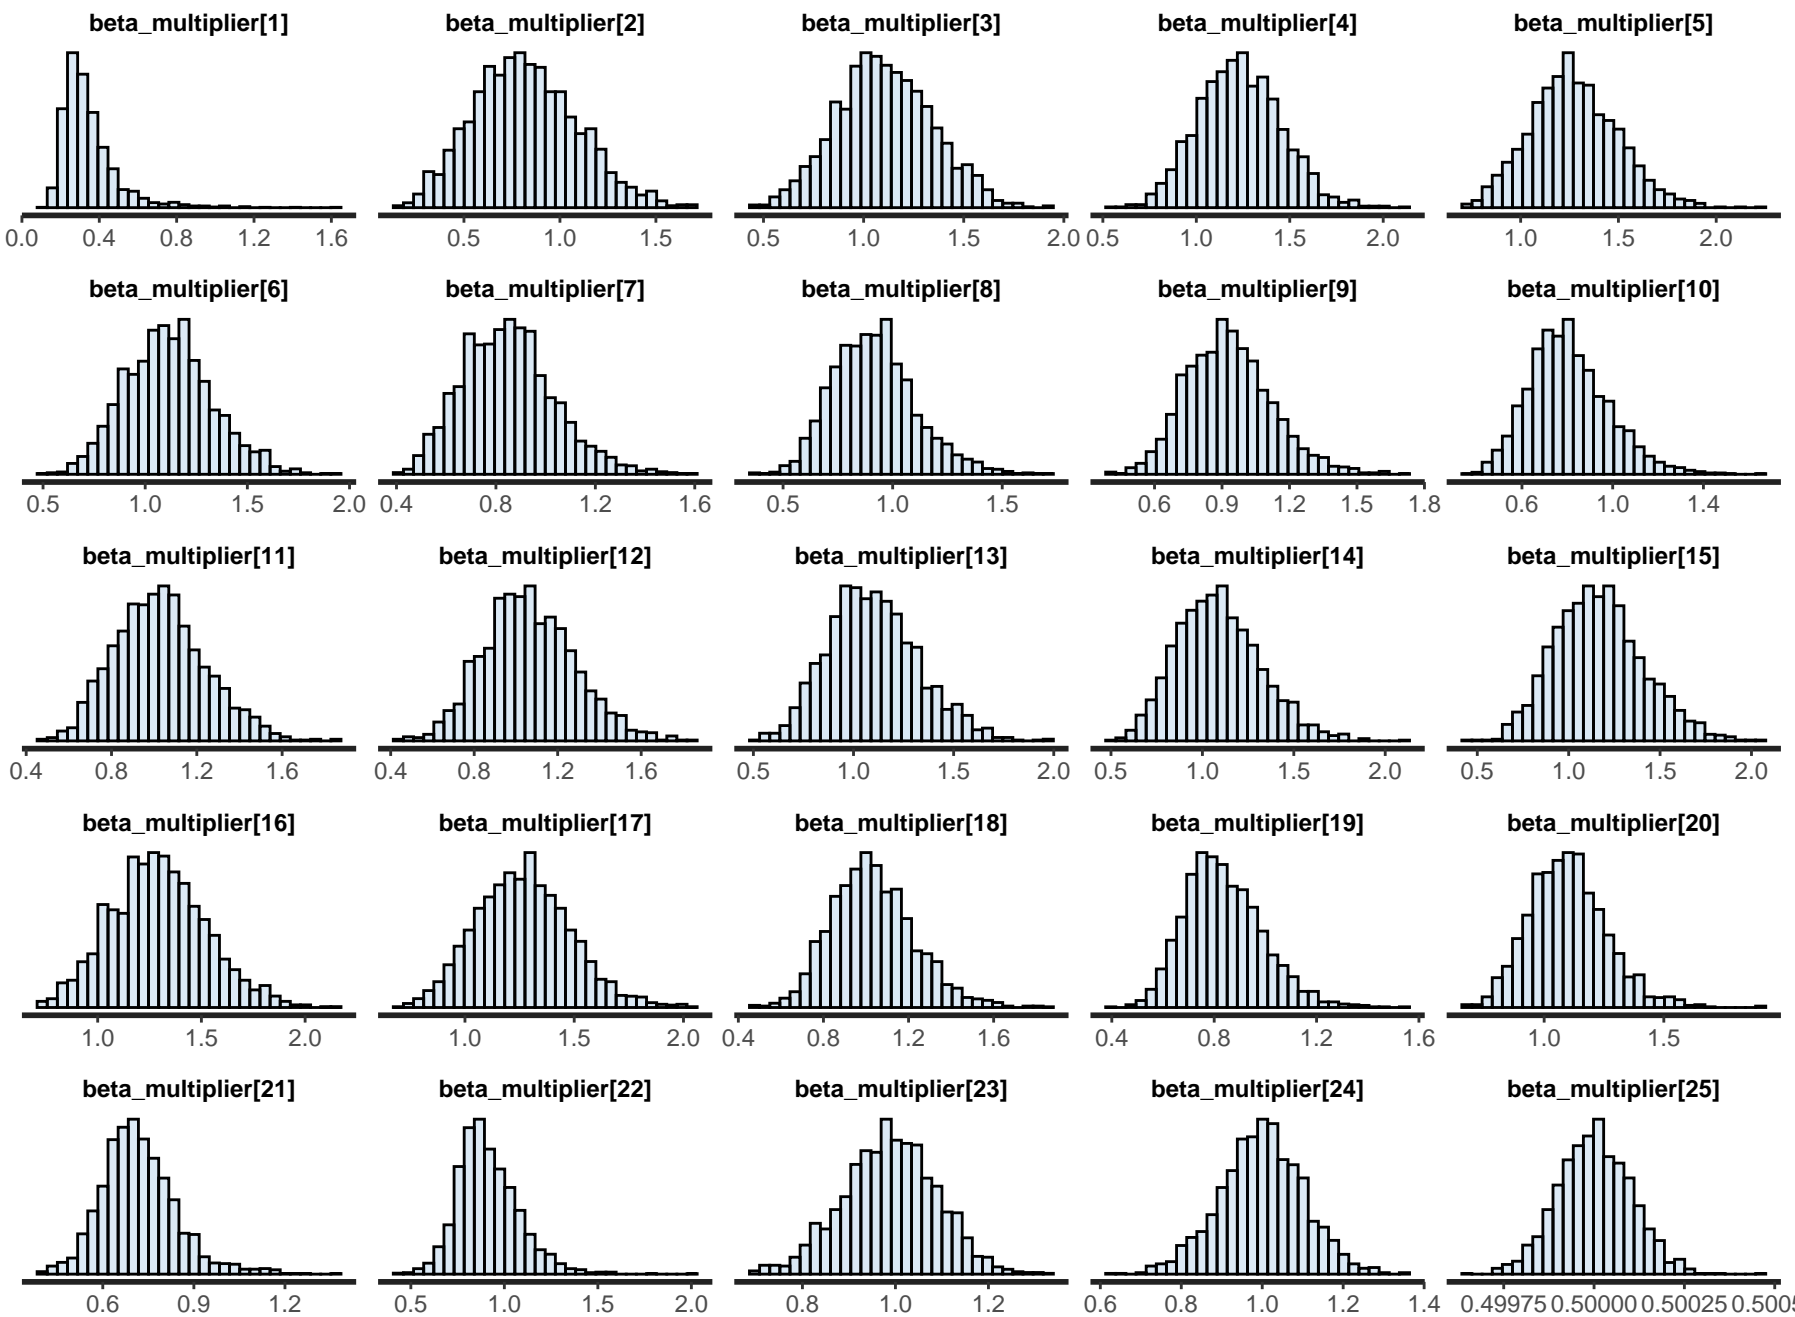 beta_multiplier[1] beta_multiplier[2] beta_multiplier[3] beta_multiplier[4] beta_multiplier[5]
0.0 0.4 0.8 1.2 1.6 0.5 1.0 1.5 0.5 1.0 1.5 2.0 0.5 1.0 1.5 2.0 1.0 1.5 2.0
beta_multiplier[6] beta_multiplier[7] beta_multiplier[8] beta_multiplier[9] beta_multiplier[10]
0.5 1.0 1.5 2.0 0.4 0.8 1.2 1.6 0.5 1.0 1.5 0.6 0.9 1.2 1.5 1.8 0.6 1.0 1.4
beta_multiplier[11] beta_multiplier[12] beta_multiplier[13] beta_multiplier[14] beta_multiplier[15]
0.4 0.8 1.2 1.6 0.4 0.8 1.2 1.6 0.5 1.0 1.5 2.0 0.5 1.0 1.5 2.0 0.5 1.0 1.5 2.0
beta_multiplier[16] beta_multiplier[17] beta_multiplier[18] beta_multiplier[19] beta_multiplier[20]
1.0 1.5 2.0 1.0 1.5 2.0 0.4 0.8 1.2 1.6 0.4 0.8 1.2 1.6 1.0 1.5
beta_multiplier[21] beta_multiplier[22] beta_multiplier[23] beta_multiplier[24] beta_multiplier[25]
0.6 0.9 1.2 0.5 1.0 1.5 2.0 0.8 1.0 1.2 0.6 0.8 1.0 1.2 1.4 0.49975 0.50000 0.50025